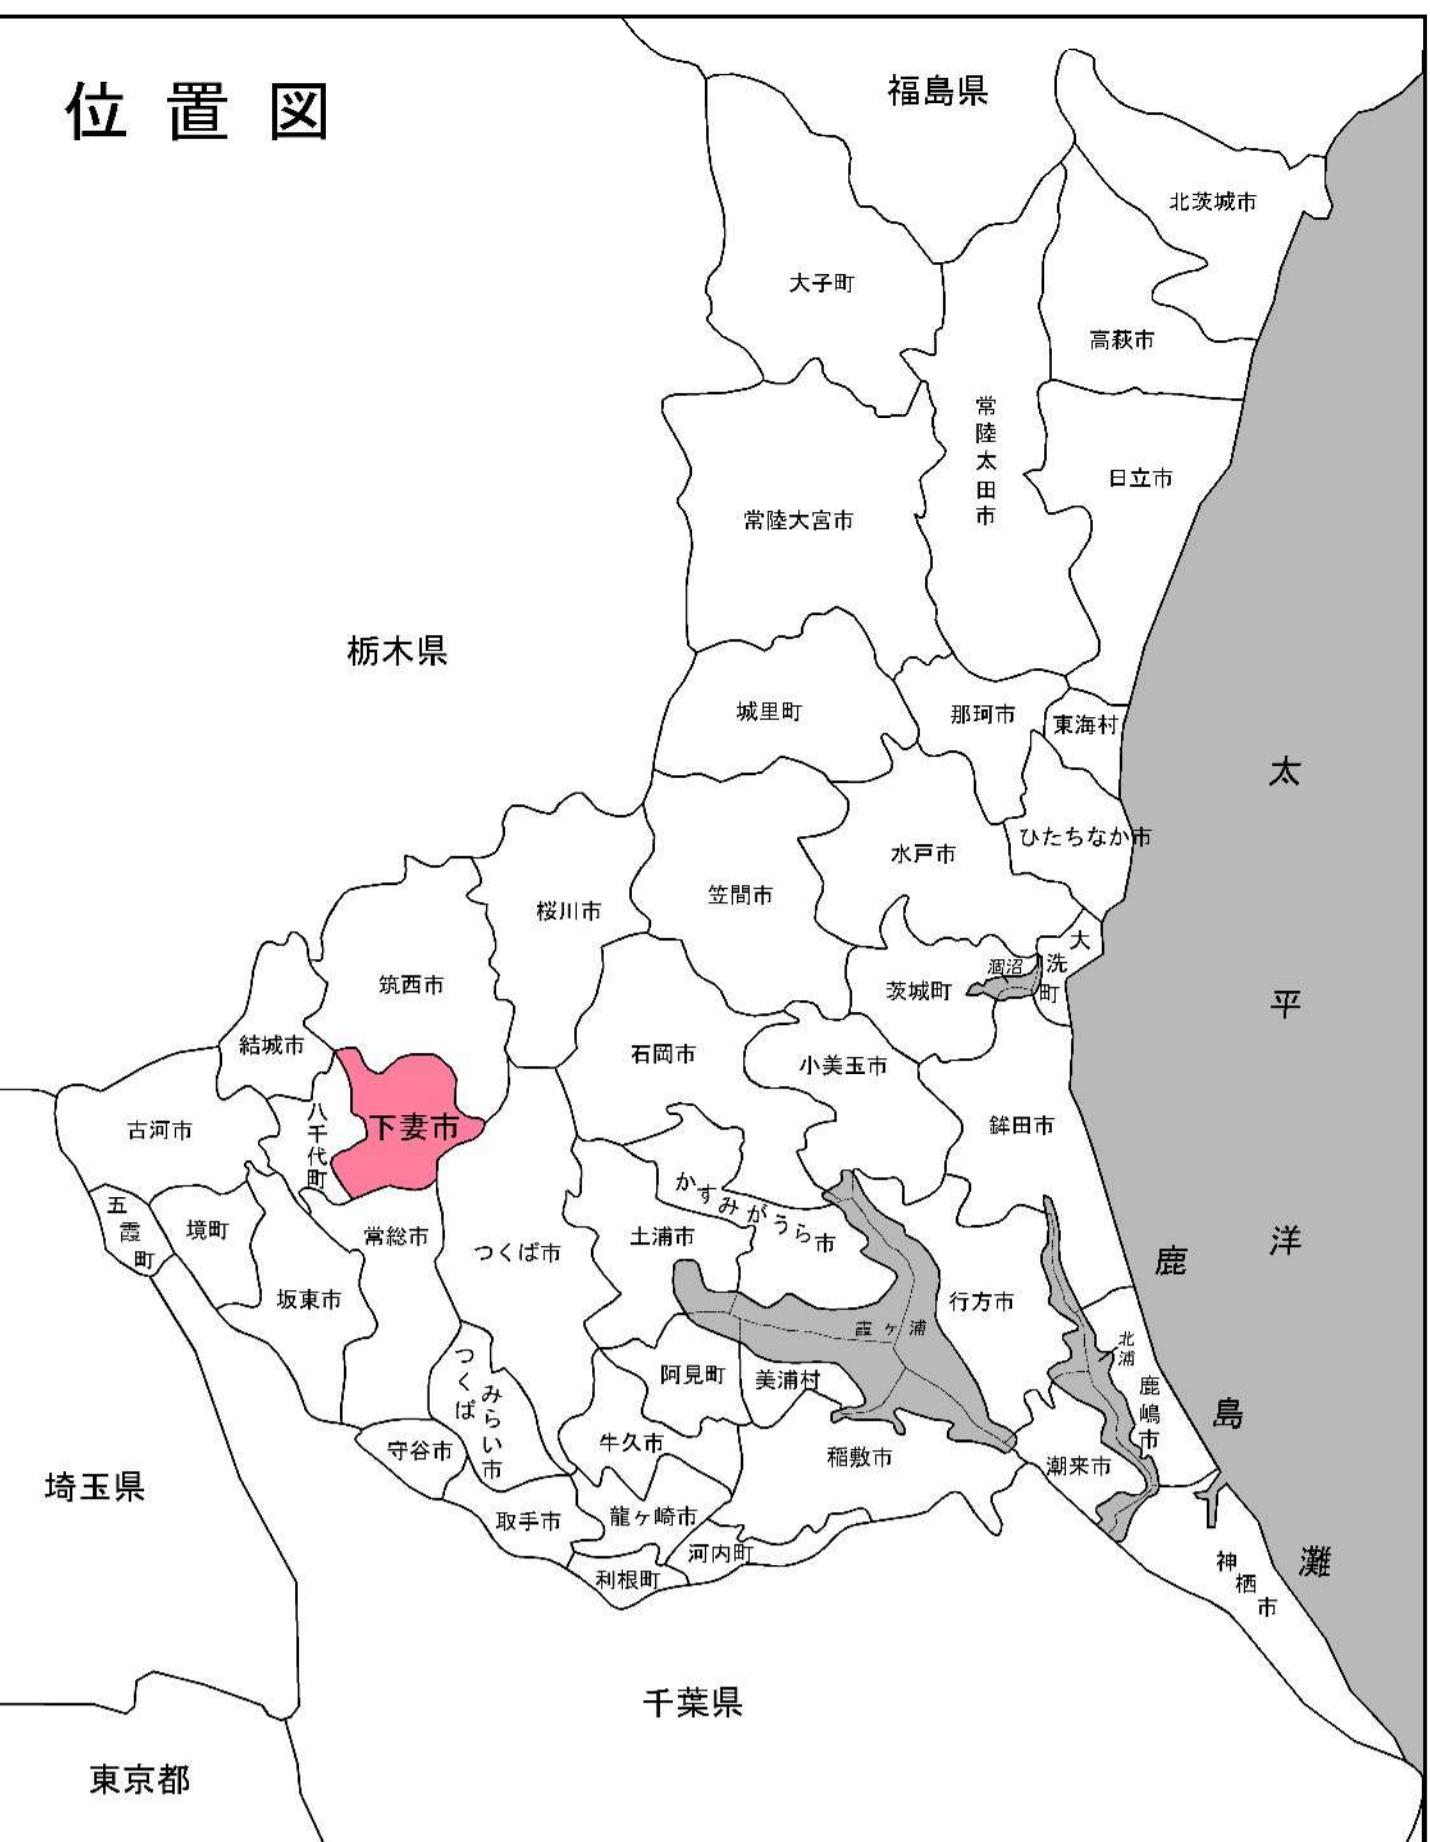 位置図
福島県
北茨城市
大子町
高萩市
常陸太田市
日立市
常陸大宮市
栃木県
城里町
那珂市
東海村
太平洋
ひたちなか市
水戸市
笠間市
桜川市
大洗町
涸沼
茨城町
筑西市
結城市
石岡市
小美玉市
八千代町
下妻市
古河市
鉾田市
かすみがうら市
五霞町
境町
常総市
土浦市
つくば市
鹿島灘
坂東市
行方市
霞ヶ浦
北浦
つくばみらい市
阿見町
美浦村
鹿嶋市
守谷市
牛久市
稲敷市
潮来市
埼玉県
取手市
龍ヶ崎市
河内町
利根町
神栖市
千葉県
東京都